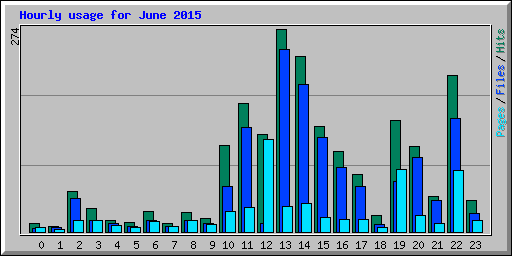 Hourly usage for June 2015
274
Pages / Files / Hits
0 1 2 3 4 5 6 7 8 9 10 11 12 13 14 15 16 17 18 19 20 21 22 23